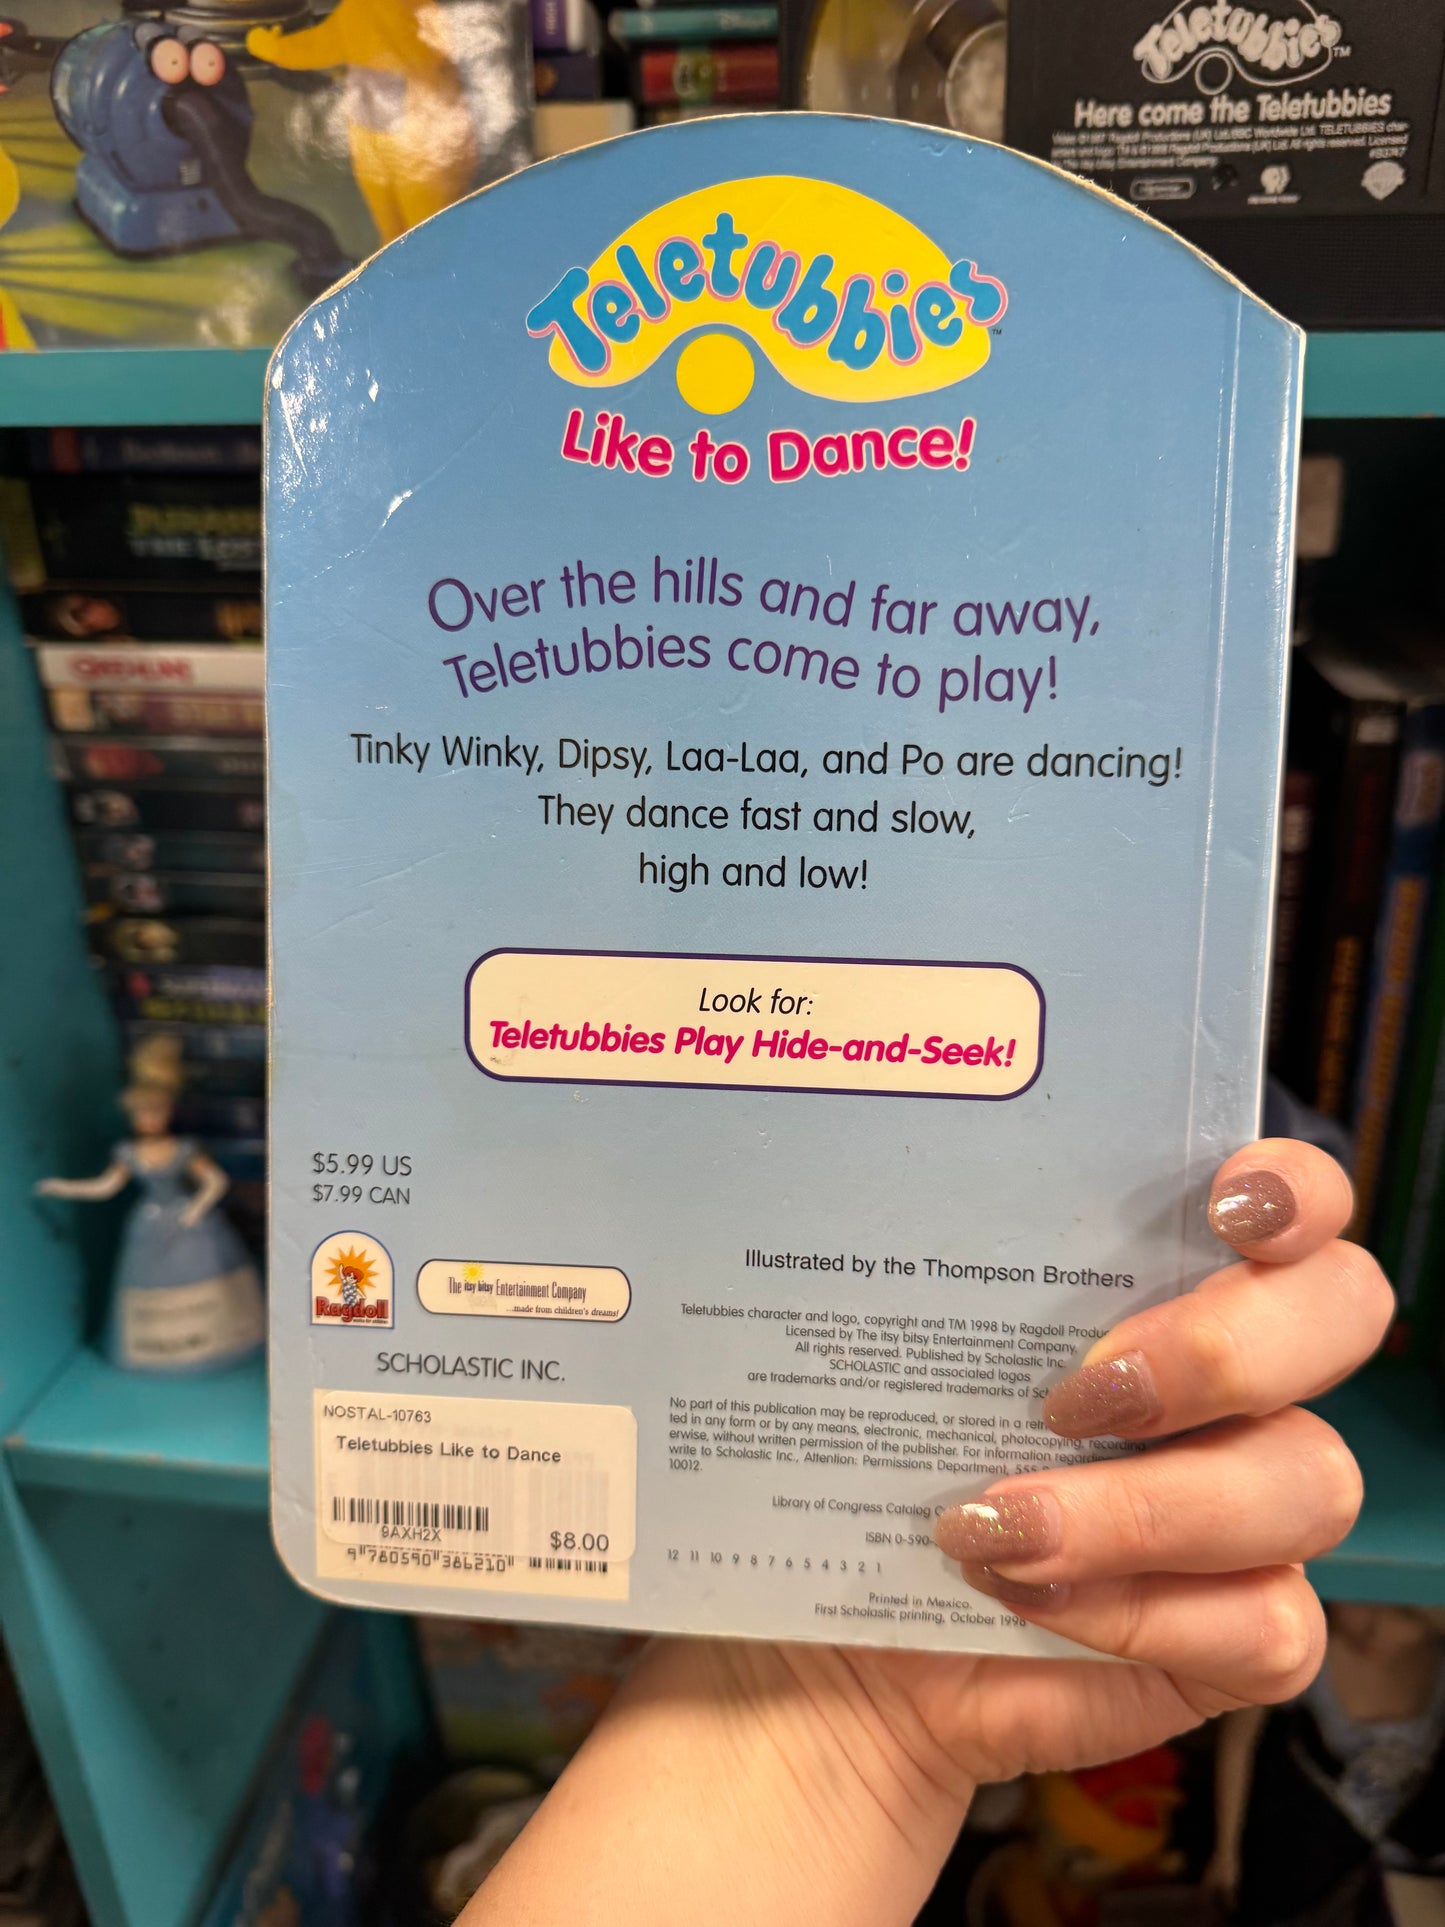 Teletubbies TM
Here come the Teletubbies
Teletubbies TM
Like to Dance!
Over the hills and far away,
Teletubbies come to play!
Tinky Winky, Dipsy, Laa-Laa, and Po are dancing!
They dance fast and slow,
high and low!
Look for:
Teletubbies Play Hide-and-Seek!
$5.99 US
$7.99 CAN
Ragdoll
The itsy bitsy Entertainment Company
...made from children's dreams!
SCHOLASTIC INC.
NOSTAL-10763
Teletubbies Like to Dance
9AXH2X
$8.00
9 780590 386210
Illustrated by the Thompson Brothers
Teletubbies character and logo, copyright and TM 1998 by Ragdoll
Licensed by The itsy bitsy Entertainment Company.
All rights reserved. Published by Scholastic Inc.
SCHOLASTIC and associated logos
are trademarks and/or registered trademarks of
No part of this publication may be reproduced, or stored in a
ted in any form or by any means, electronic, mechanical, photocopying, recording
erwise, without written permission of the publisher. For information
write to Scholastic Inc., Attention: Permissions Department, 555
10012.
Library of Congress Catalog
ISBN 0-590-
12 11 10 9 8 7 6 5 4 3 2 1
Printed in Mexico.
First Scholastic printing, October 1998
GREMLINS